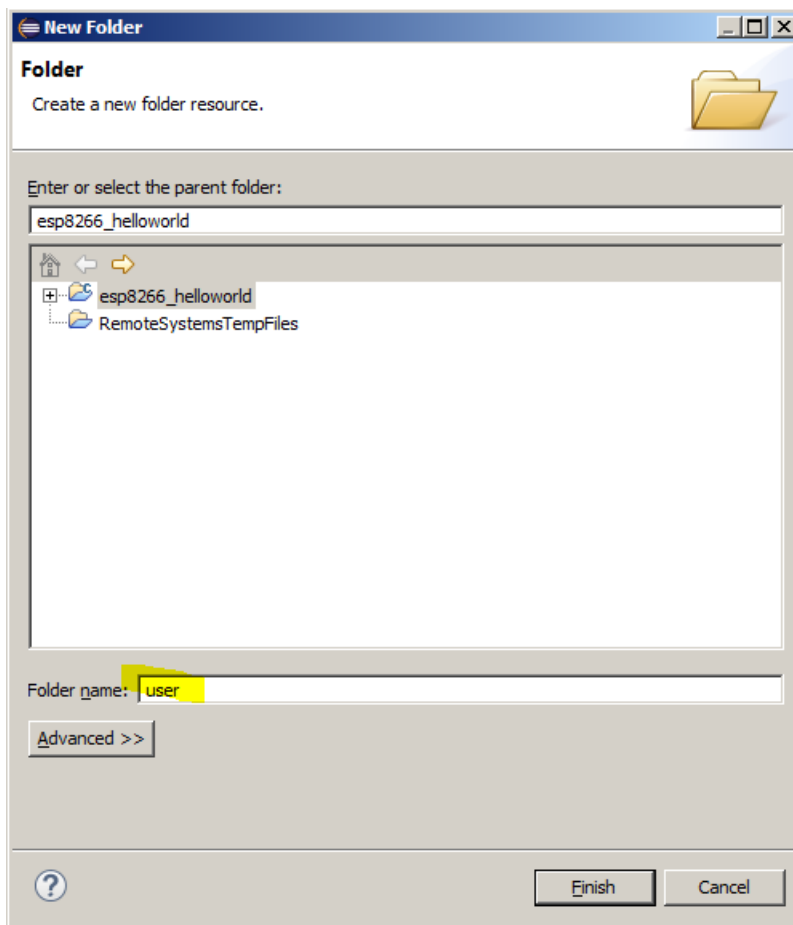 New Folder
Folder
Create a new folder resource.
Enter or select the parent folder:
esp8266_helloworld
esp8266_helloworld
RemoteSystemsTempFiles
Folder name: user
Advanced >>
Finish Cancel